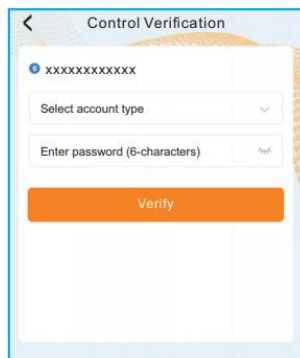 Control Verification
xxxxxxxxxxxx
Select account type
Enter password (6-characters)
Verify